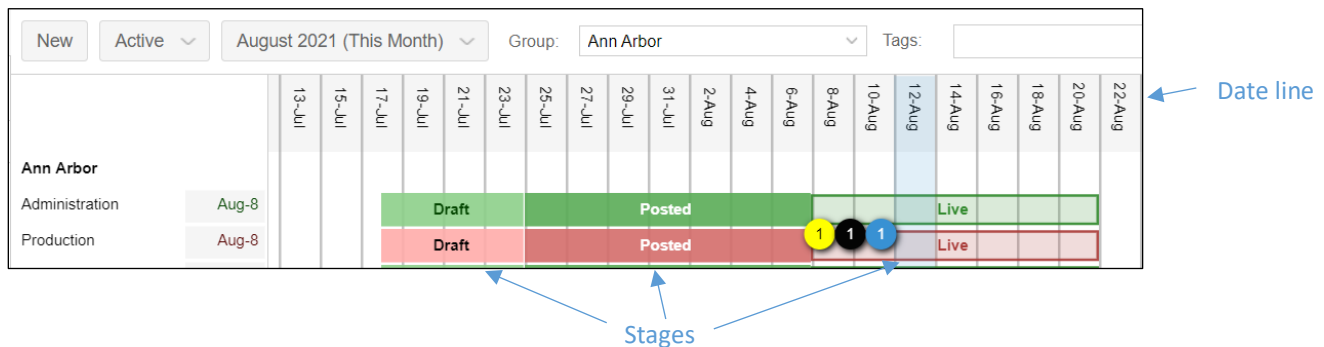 New Active August 2021 (This Month) Group: Ann Arbor Tags:
13-Jul 15-Jul 17-Jul 19-Jul 21-Jul 23-Jul 25-Jul 27-Jul 29-Jul 31-Jul 2-Aug 4-Aug 6-Aug 8-Aug 10-Aug 12-Aug 14-Aug 16-Aug 18-Aug 20-Aug 22-Aug
Date line
Ann Arbor
Administration Aug-8 Draft Posted Live
Production Aug-8 Draft Posted 1 1 1 Live
Stages